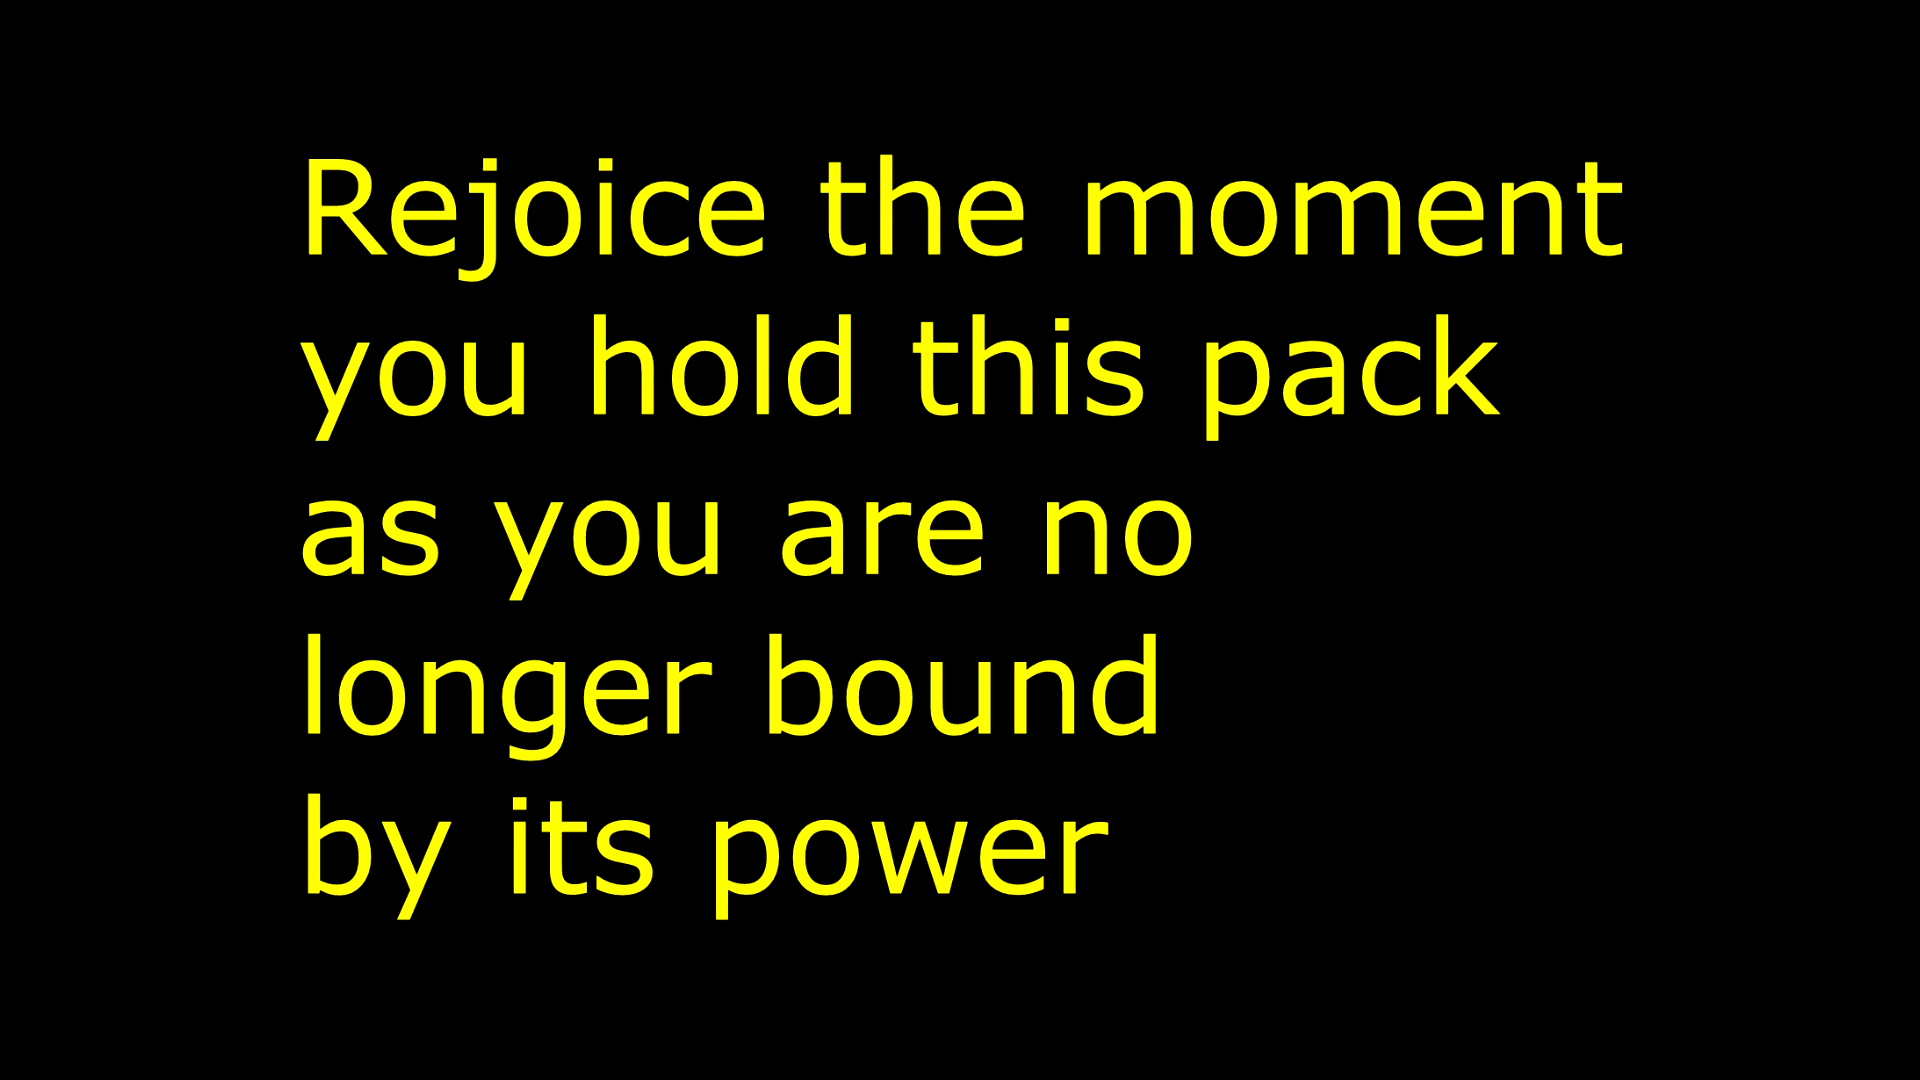 Rejoice the moment
you hold this pack
as you are no
longer bound
by its power